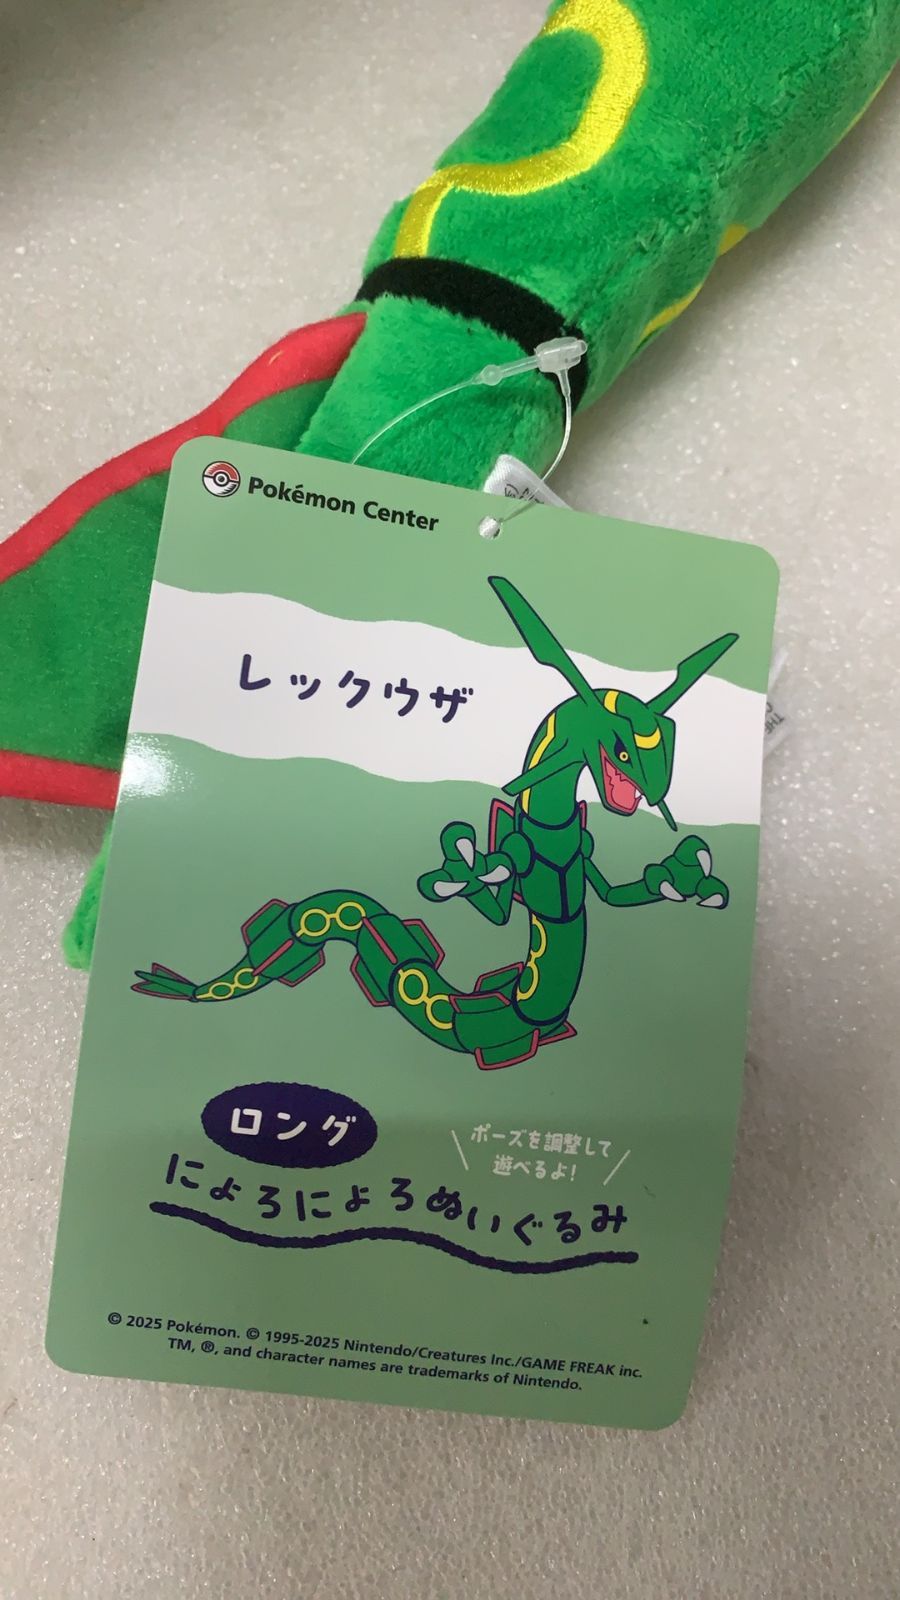 Pokémon Center
レックウザ
ロング
ポーズを調整して
遊べるよ!
にょろにょろぬいぐるみ
© 2025 Pokémon. © 1995-2025 Nintendo/Creatures Inc./GAME FREAK inc.
TM, ®, and character names are trademarks of Nintendo.
THE